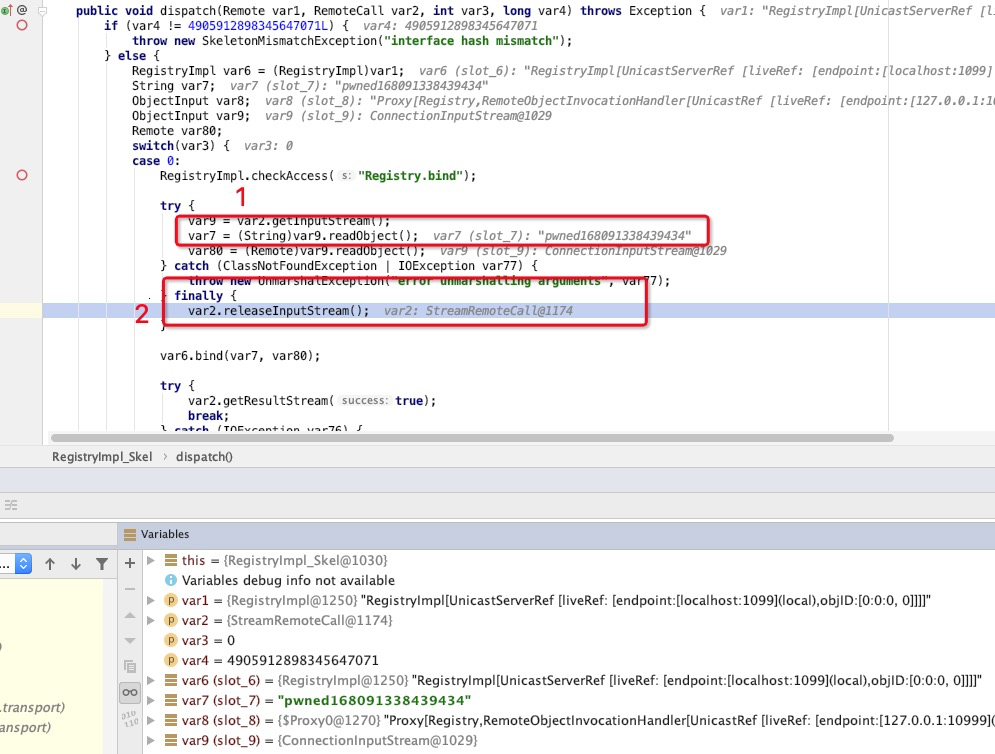 public void dispatch(Remote var1, RemoteCall var2, int var3, long var4) throws Exception {  var1: "RegistryImpl[UnicastServerRef [l
if (var4 != 4905912898345647071L) {  var4: 4905912898345647071
throw new SkeletonMismatchException("interface hash mismatch");
} else {
RegistryImpl var6 = (RegistryImpl)var1;  var6 (slot_6): "RegistryImpl[UnicastServerRef [liveRef: [endpoint:[localhost:1099]
String var7;  var7 (slot_7): "pwned168091338439434"
ObjectInput var8;  var8 (slot_8): "Proxy[Registry,RemoteObjectInvocationHandler[UnicastRef [liveRef: [endpoint:[127.0.0.1:10
ObjectInput var9;  var9 (slot_9): ConnectionInputStream@1029
Remote var80;
switch(var3) {  var3: 0
case 0:
RegistryImpl.checkAccess( s: "Registry.bind");
1
try {
var9 = var2.getInputStream();
var7 = (String)var9.readObject();  var7 (slot_7): "pwned168091338439434"
var80 = (Remote)var9.readObject();  var9 (slot_9): ConnectionInputStream@1029
} catch (ClassNotFoundException | IOException var77) {
throw new UnmarshalException("error unmarshalling arguments", var77);
} finally {
2
var2.releaseInputStream();  var2: StreamRemoteCall@1174
}
var6.bind(var7, var80);
try {
var2.getResultStream( success: true);
break;
} catch (IOException var76) {
RegistryImpl_Skel › dispatch()
Variables
this = {RegistryImpl_Skel@1030}
Variables debug info not available
var1 = {RegistryImpl@1250} "RegistryImpl[UnicastServerRef [liveRef: [endpoint:[localhost:1099](local),objID:[0:0:0, 0]]]]"
var2 = {StreamRemoteCall@1174}
var3 = 0
var4 = 4905912898345647071
var6 (slot_6) = {RegistryImpl@1250} "RegistryImpl[UnicastServerRef [liveRef: [endpoint:[localhost:1099](local),objID:[0:0:0, 0]]]]"
.transport)
var7 (slot_7) = "pwned168091338439434"
ansport)
var8 (slot_8) = {$Proxy0@1270} "Proxy[Registry,RemoteObjectInvocationHandler[UnicastRef [liveRef: [endpoint:[127.0.0.1:10999](
var9 (slot_9) = {ConnectionInputStream@1029}